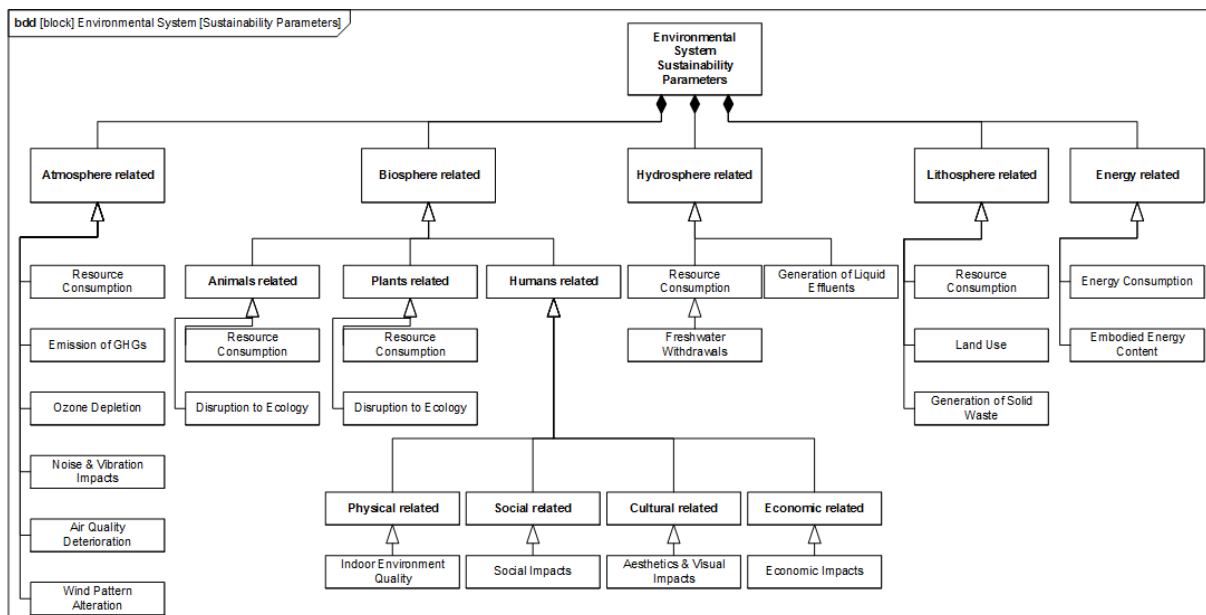 bdd [block] Environmental System [Sustainability Parameters]
Environmental
System
Sustainability
Parameters
Atmosphere related
Biosphere related
Hydrosphere related
Lithosphere related
Energy related
Resource
Consumption
Animals related
Plants related
Humans related
Resource
Consumption
Generation of Liquid
Effluents
Resource
Consumption
Energy Consumption
Emission of GHGs
Resource
Consumption
Resource
Consumption
Freshwater
Withdrawals
Land Use
Embodied Energy
Content
Ozone Depletion
Disruption to Ecology
Disruption to Ecology
Generation of Solid
Waste
Noise & Vibration
Impacts
Physical related
Social related
Cultural related
Economic related
Air Quality
Deterioration
Indoor Environment
Quality
Social Impacts
Aesthetics & Visual
Impacts
Economic Impacts
Wind Pattern
Alteration